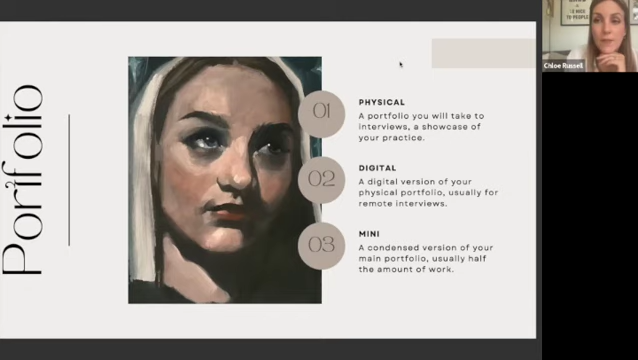 Portfolio
01
PHYSICAL
A portfolio you will take to
interviews, a showcase of
your practice.
02
DIGITAL
A digital version of your
physical portfolio, usually for
remote interviews.
03
MINI
A condensed version of your
main portfolio, usually half
the amount of work.
Chloe Russell